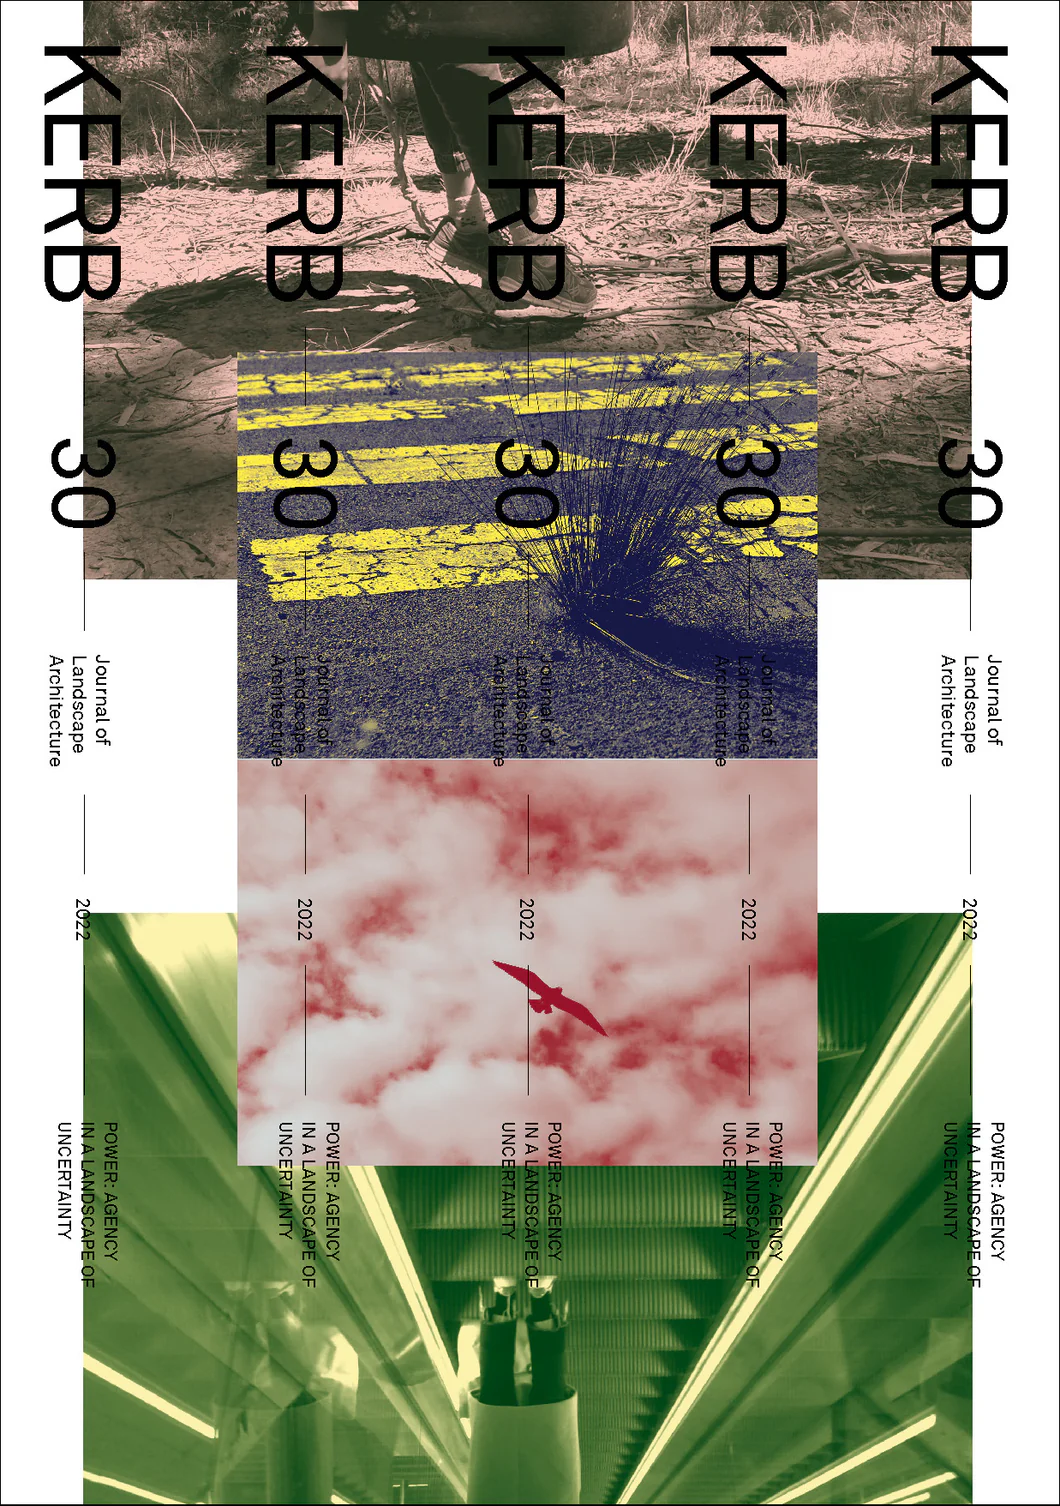 KERB
30
Journal of
Landscape
Architecture
2022
POWER: AGENCY
IN A LANDSCAPE OF
UNCERTAINTY
KERB
30
Journal of
Landscape
Architecture
2022
POWER: AGENCY
IN A LANDSCAPE OF
UNCERTAINTY
KERB
30
Journal of
Landscape
Architecture
2022
POWER: AGENCY
IN A LANDSCAPE OF
UNCERTAINTY
KERB
30
Journal of
Landscape
Architecture
2022
POWER: AGENCY
IN A LANDSCAPE OF
UNCERTAINTY
KERB
30
Journal of
Landscape
Architecture
2022
POWER: AGENCY
IN A LANDSCAPE OF
UNCERTAINTY